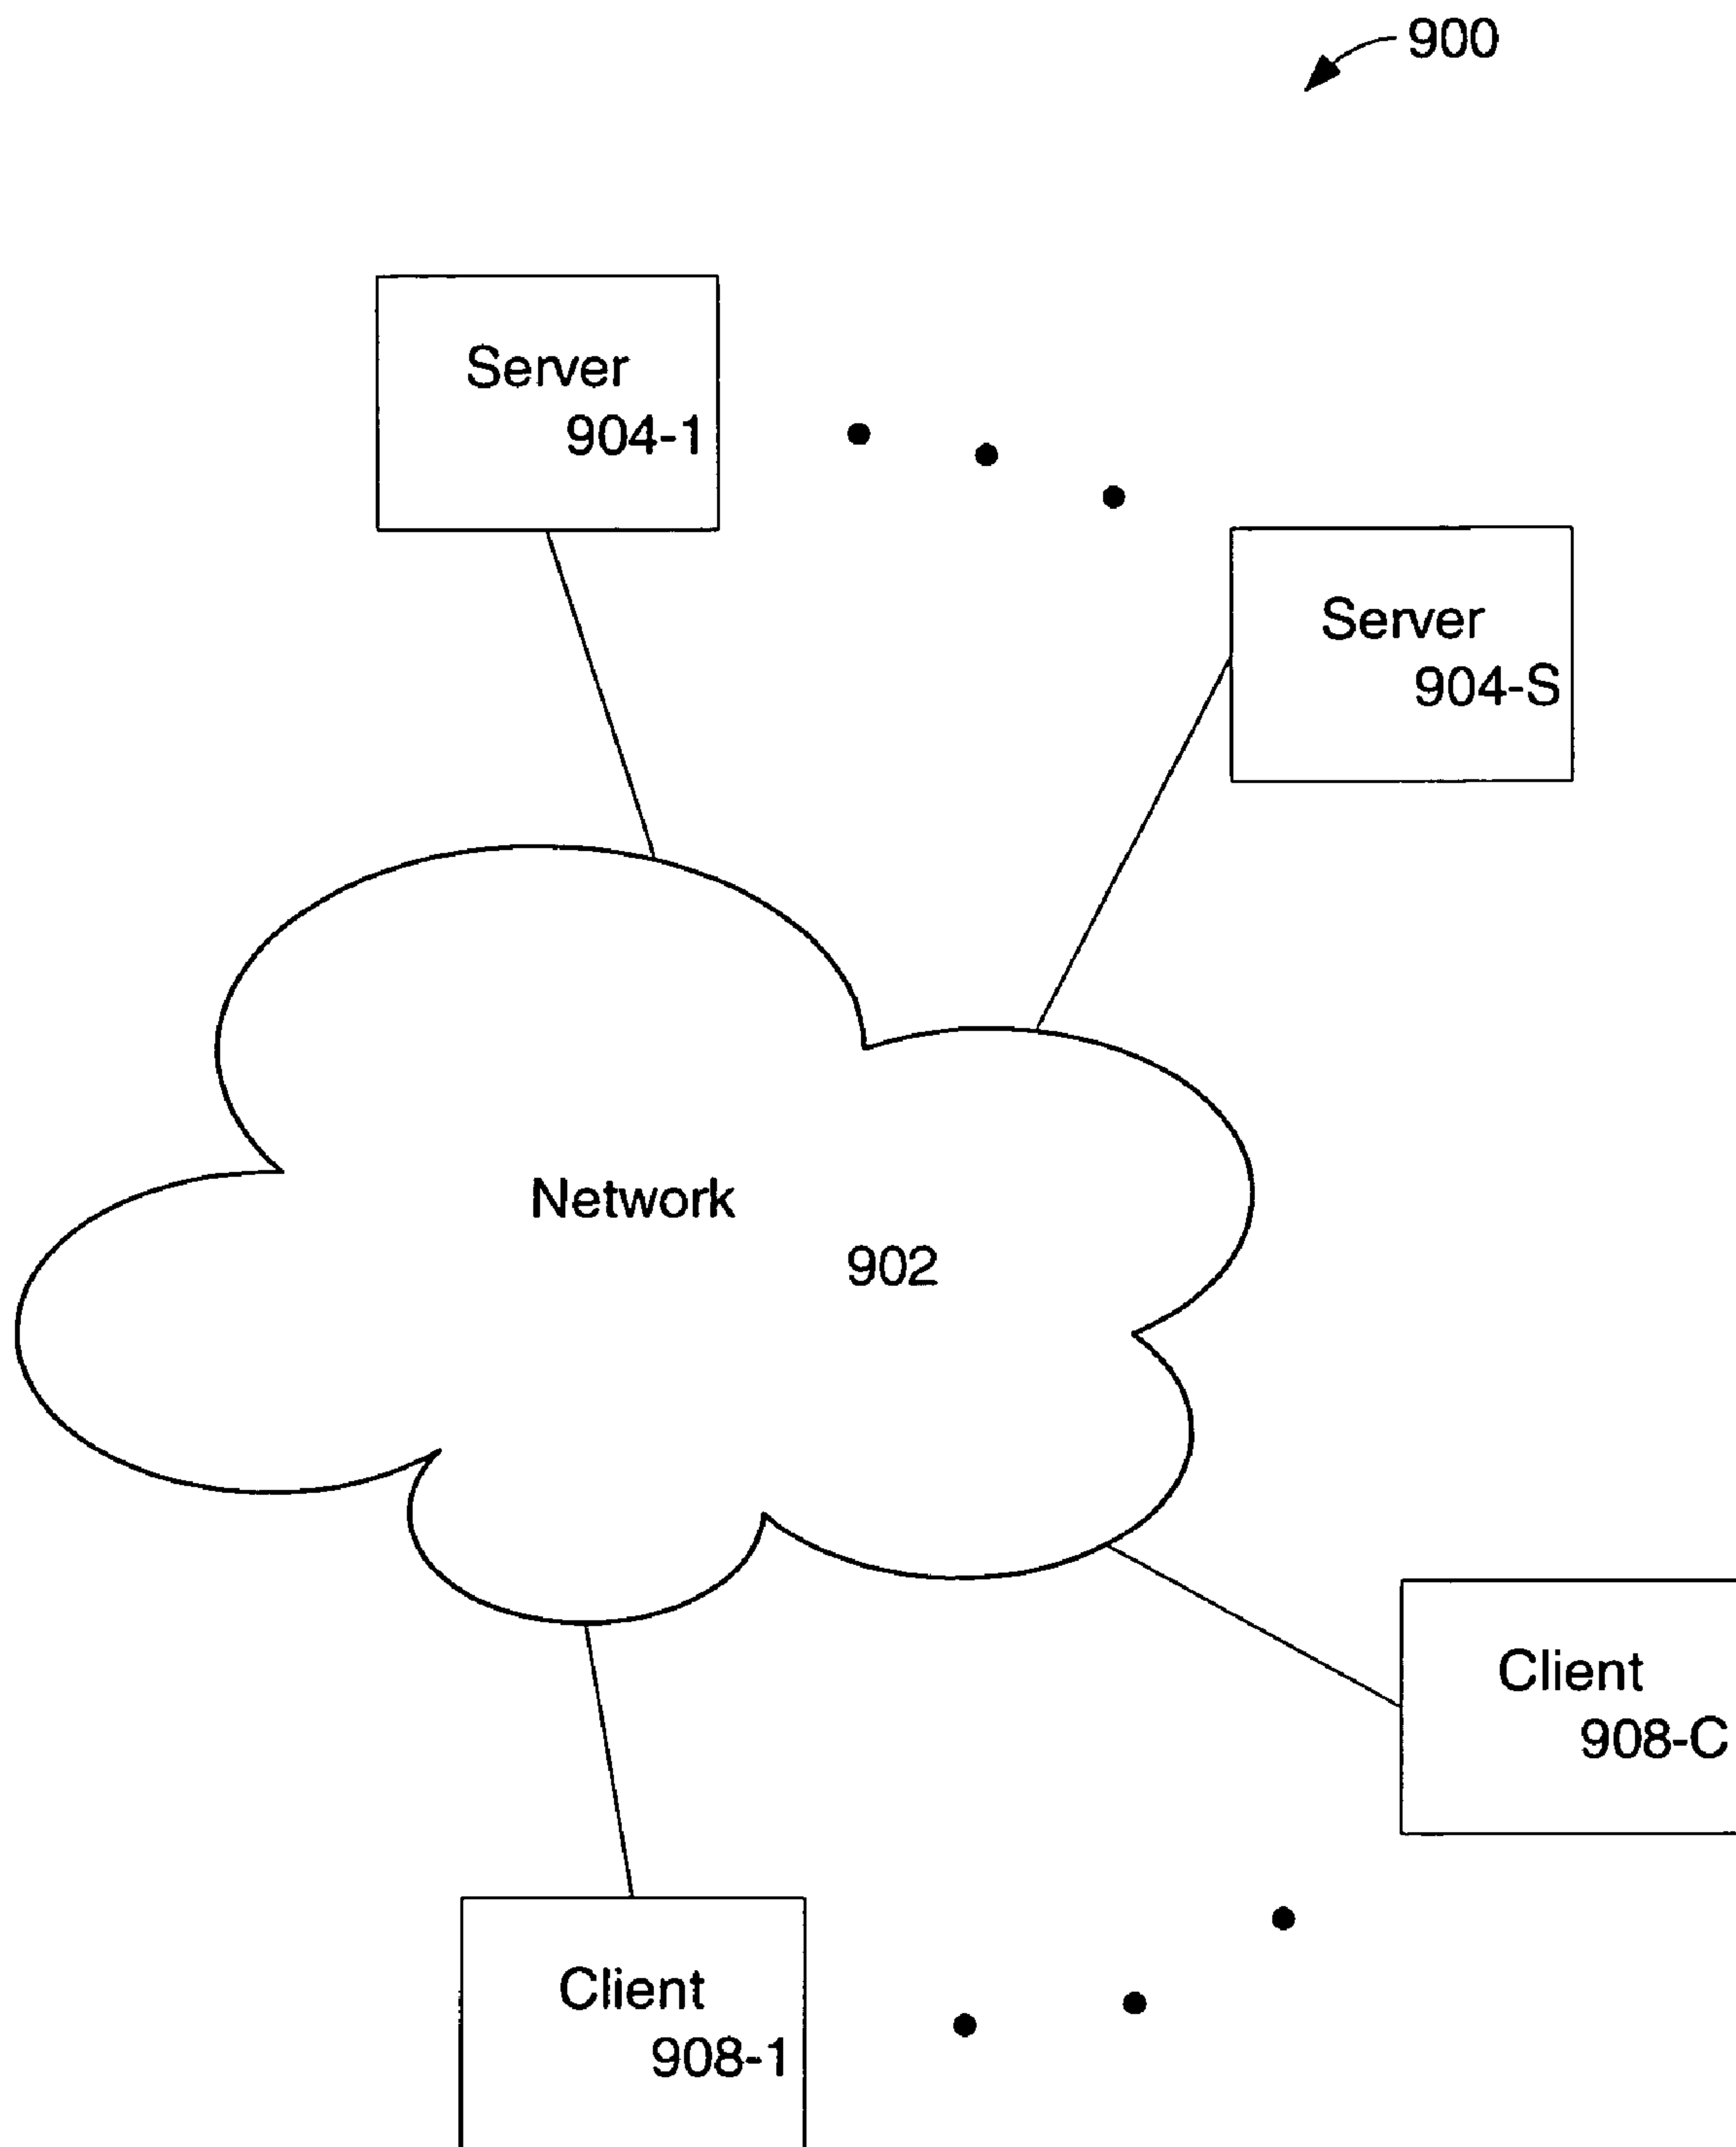 900
Server
904-1
Server
904-S
Network
902
Client
908-C
Client
908-1